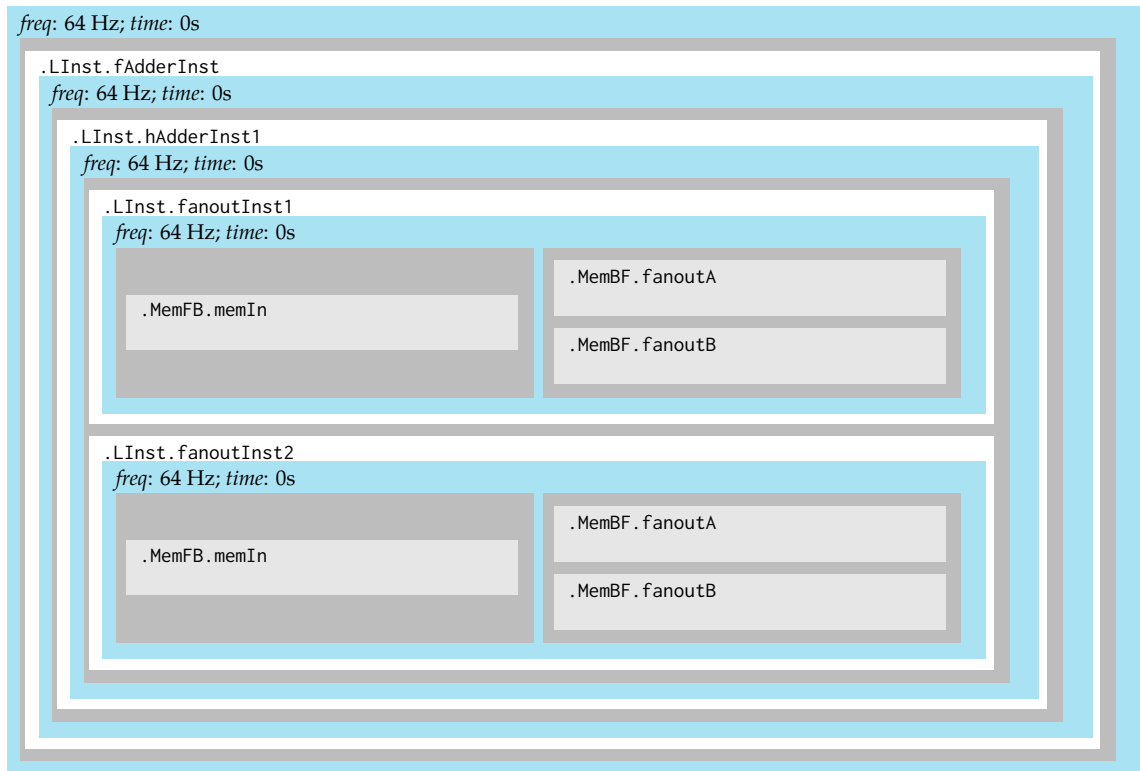 freq: 64 Hz; time: 0s
.LInst.fAdderInst
freq: 64 Hz; time: 0s
.LInst.hAdderInst1
freq: 64 Hz; time: 0s
.LInst.fanoutInst1
freq: 64 Hz; time: 0s
.MemFB.memIn
.MemBF.fanoutA
.MemBF.fanoutB
.LInst.fanoutInst2
freq: 64 Hz; time: 0s
.MemFB.memIn
.MemBF.fanoutA
.MemBF.fanoutB